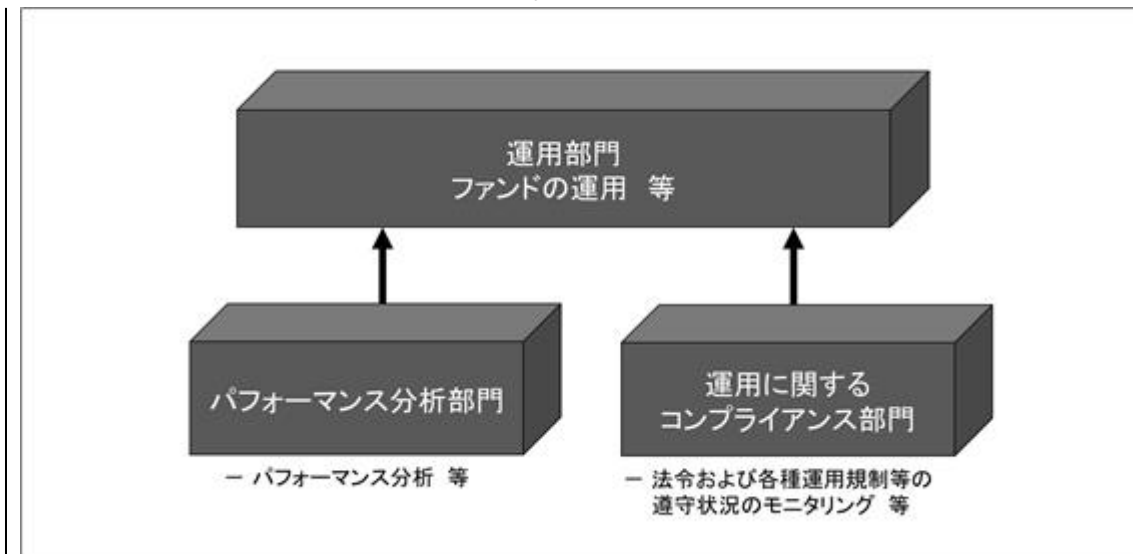 運用部門
ファンドの運用 等
パフォーマンス分析部門
運用に関する
コンプライアンス部門
－ パフォーマンス分析 等
－ 法令および各種運用規制等の
遵守状況のモニタリング 等